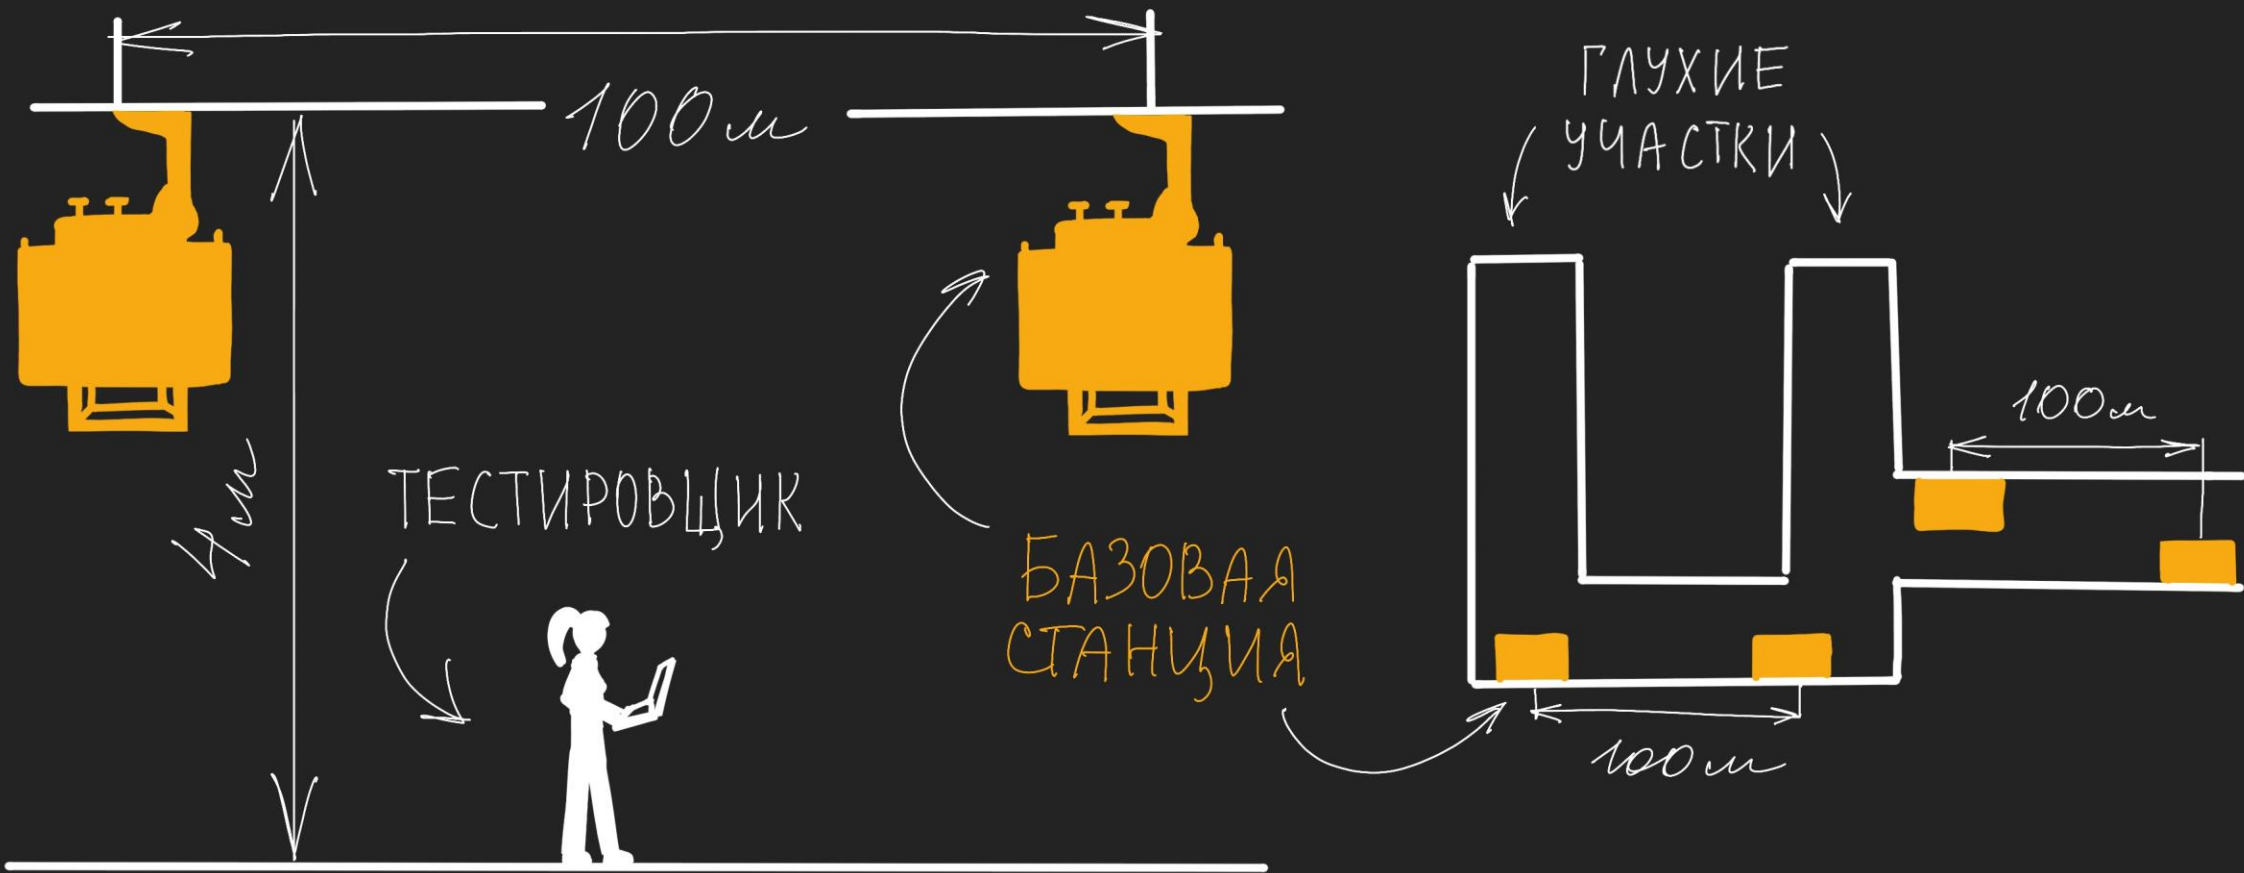 100м
4м
ТЕСТИРОВЩИК
БАЗОВАЯ
СТАНЦИЯ
ГЛУХИЕ
УЧАСТКИ
100м
100м